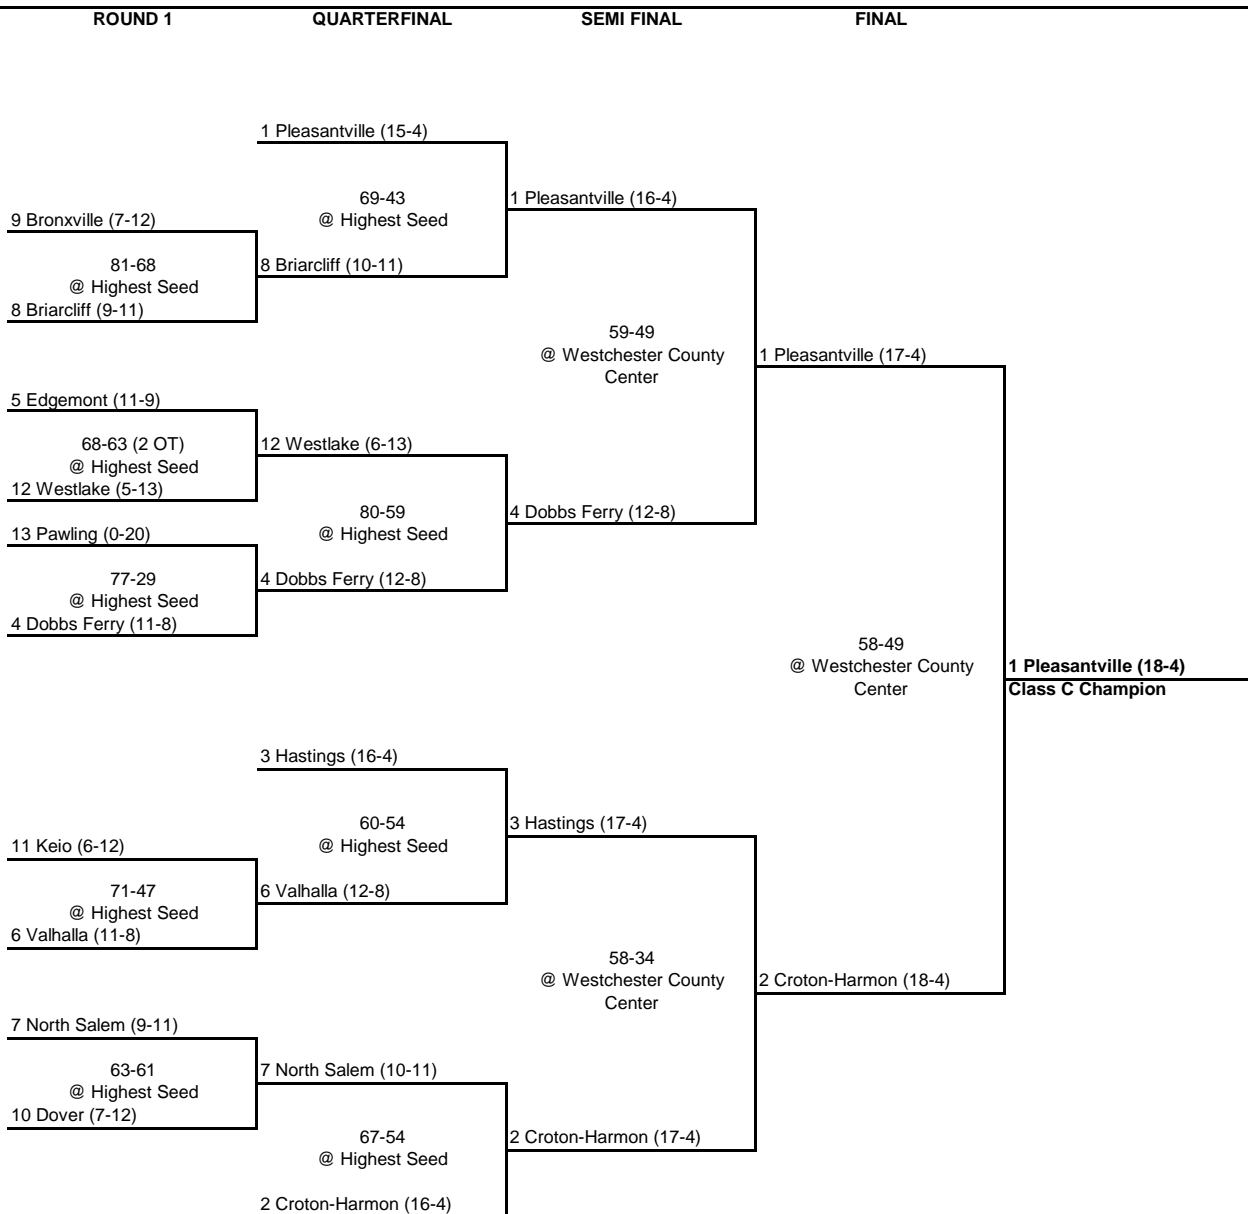 ROUND 1
QUARTERFINAL
SEMI FINAL
FINAL
1 Pleasantville (15-4)
69-43
@ Highest Seed
1 Pleasantville (16-4)
9 Bronxville (7-12)
81-68
@ Highest Seed
8 Briarcliff (10-11)
8 Briarcliff (9-11)
59-49
@ Westchester County
Center
1 Pleasantville (17-4)
5 Edgemont (11-9)
68-63 (2 OT)
@ Highest Seed
12 Westlake (6-13)
12 Westlake (5-13)
80-59
@ Highest Seed
4 Dobbs Ferry (12-8)
13 Pawling (0-20)
77-29
@ Highest Seed
4 Dobbs Ferry (12-8)
4 Dobbs Ferry (11-8)
58-49
@ Westchester County
Center
1 Pleasantville (18-4)
Class C Champion
3 Hastings (16-4)
60-54
@ Highest Seed
3 Hastings (17-4)
11 Keio (6-12)
71-47
@ Highest Seed
6 Valhalla (12-8)
6 Valhalla (11-8)
58-34
@ Westchester County
Center
2 Croton-Harmon (18-4)
7 North Salem (9-11)
63-61
@ Highest Seed
7 North Salem (10-11)
10 Dover (7-12)
67-54
@ Highest Seed
2 Croton-Harmon (17-4)
2 Croton-Harmon (16-4)